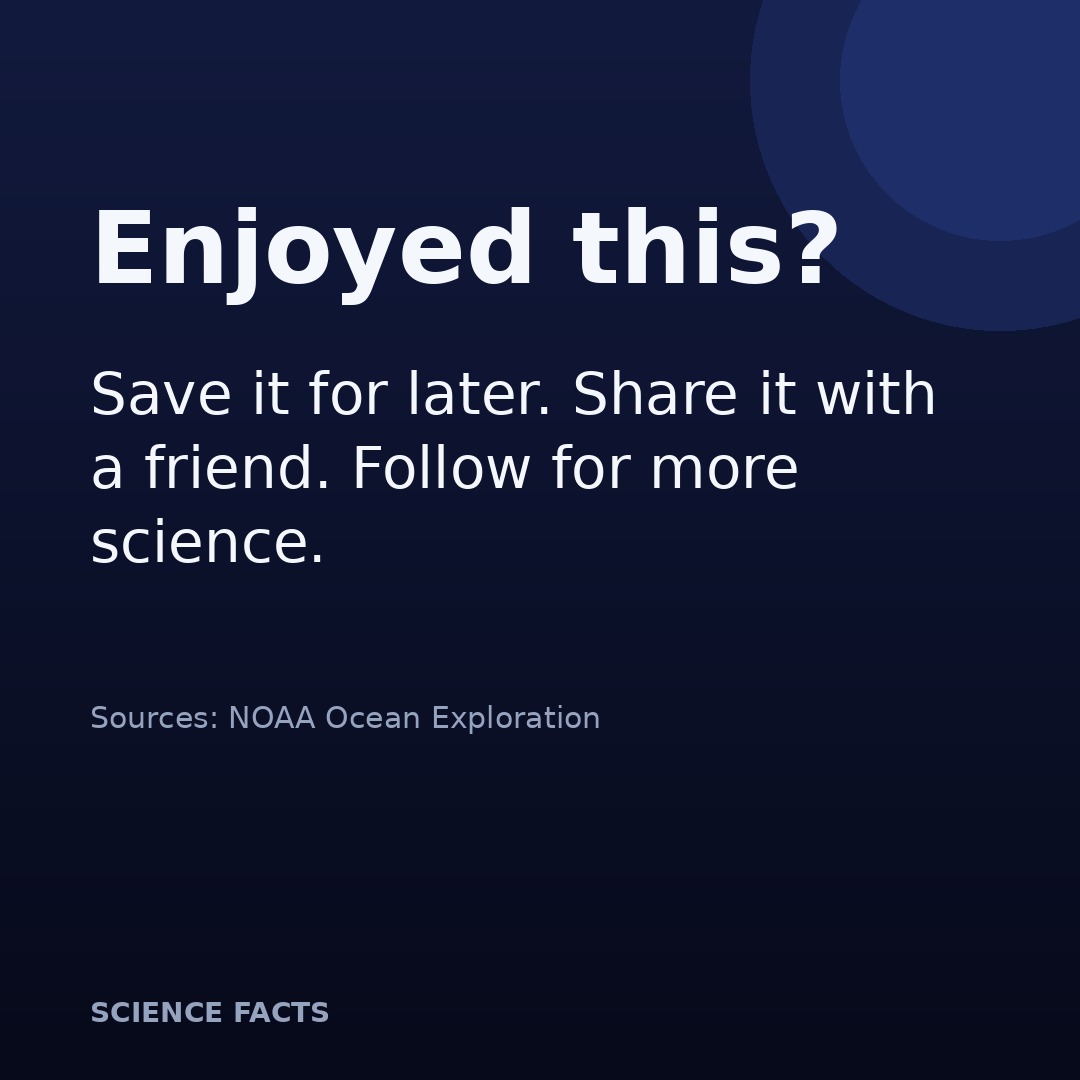 Enjoyed this?
Save it for later. Share it with
a friend. Follow for more
science.
Sources: NOAA Ocean Exploration
SCIENCE FACTS